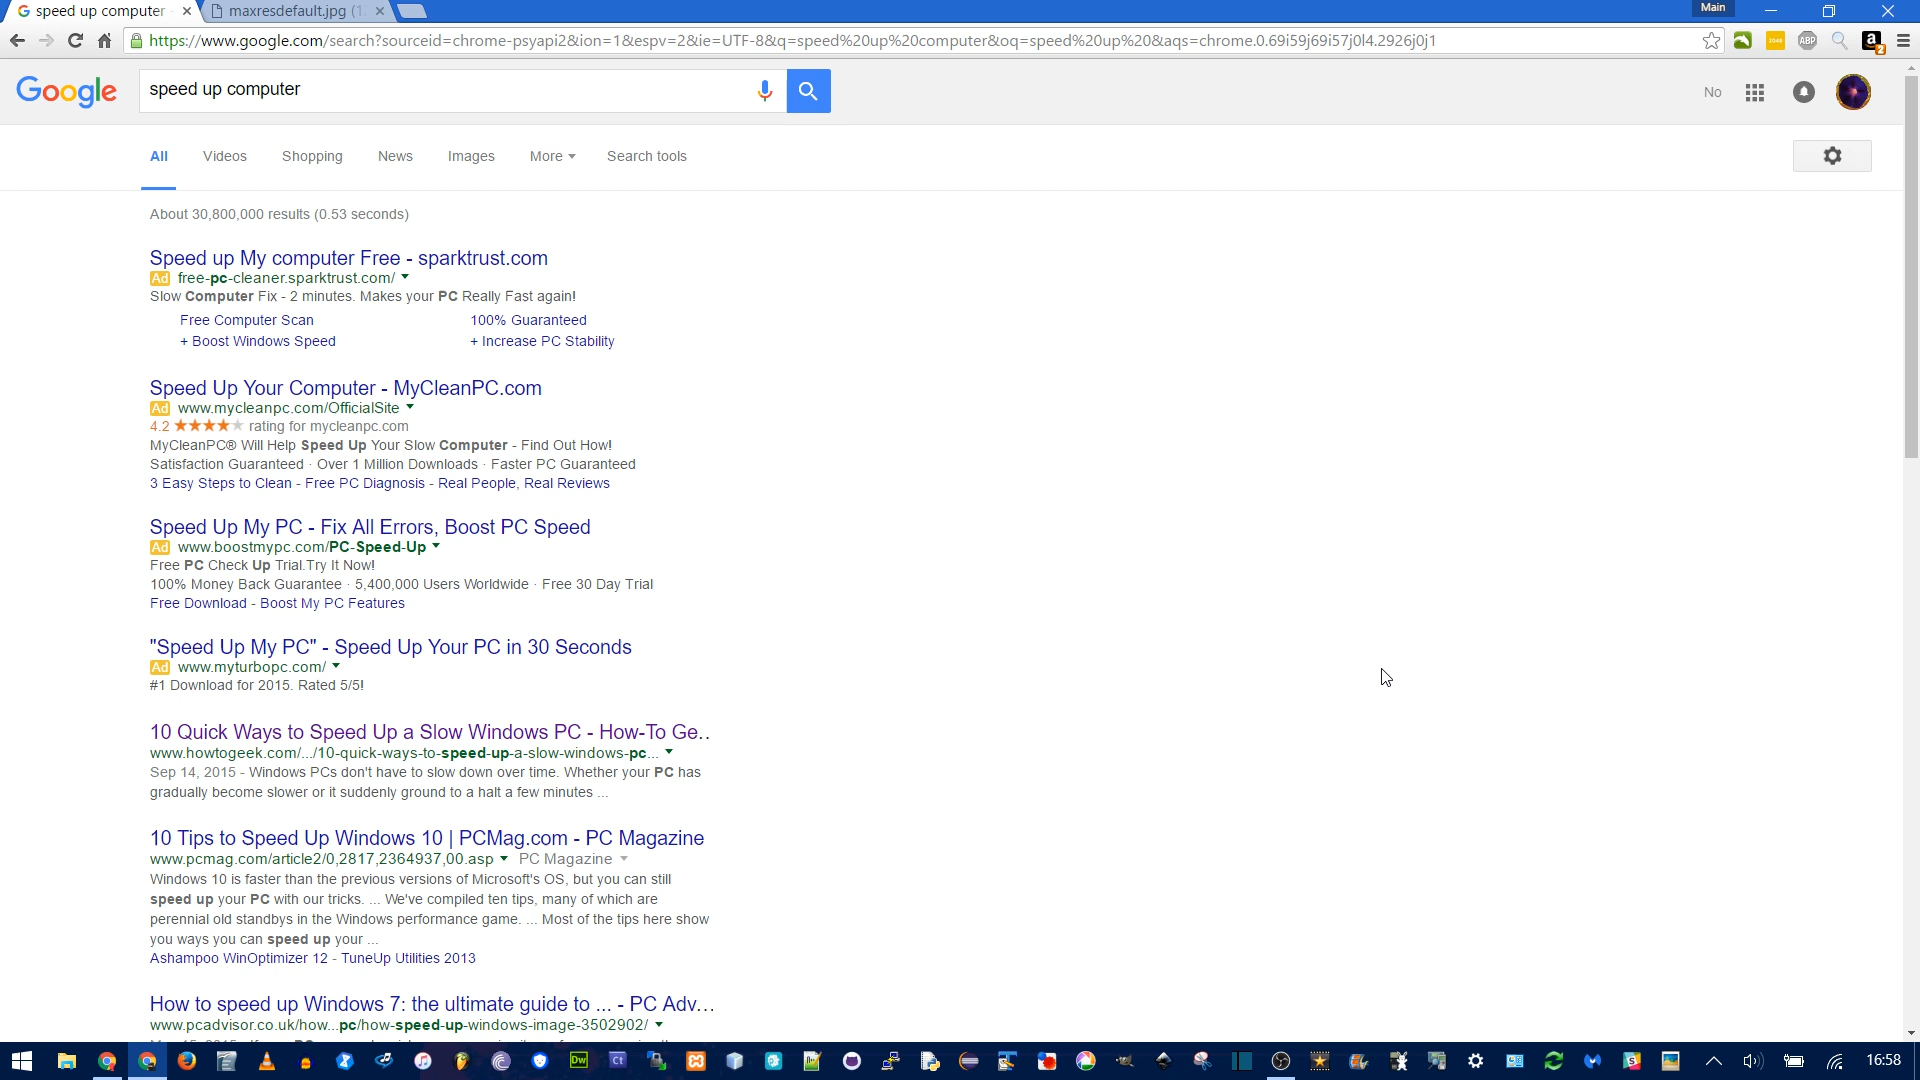 speed up computer
maxresdefault.jpg (1
Main
https://www.google.com/search?sourceid=chrome-psyapi2&ion=1&espv=2&ie=UTF-8&q=speed%20up%20computer&oq=speed%20up%20&aqs=chrome.0.69i59j69i57j0l4.2926j0j1
ABP
2
Google
speed up computer
No
All
Videos
Shopping
News
Images
More
Search tools
About 30,800,000 results (0.53 seconds)
Speed up My computer Free - sparktrust.com
Ad free-pc-cleaner.sparktrust.com/
Slow Computer Fix - 2 minutes. Makes your PC Really Fast again!
Free Computer Scan
100% Guaranteed
+ Boost Windows Speed
+ Increase PC Stability
Speed Up Your Computer - MyCleanPC.com
Ad www.mycleanpc.com/OfficialSite
4.2 ★★★★★ rating for mycleanpc.com
MyCleanPC® Will Help Speed Up Your Slow Computer - Find Out How!
Satisfaction Guaranteed · Over 1 Million Downloads · Faster PC Guaranteed
3 Easy Steps to Clean - Free PC Diagnosis - Real People, Real Reviews
Speed Up My PC - Fix All Errors, Boost PC Speed
Ad www.boostmypc.com/PC-Speed-Up
Free PC Check Up Trial.Try It Now!
100% Money Back Guarantee · 5,400,000 Users Worldwide · Free 30 Day Trial
Free Download - Boost My PC Features
"Speed Up My PC" - Speed Up Your PC in 30 Seconds
Ad www.myturbopc.com/
#1 Download for 2015. Rated 5/5!
10 Quick Ways to Speed Up a Slow Windows PC - How-To Ge...
www.howtogeek.com/.../10-quick-ways-to-speed-up-a-slow-windows-pc...
Sep 14, 2015 - Windows PCs don't have to slow down over time. Whether your PC has
gradually become slower or it suddenly ground to a halt a few minutes ...
10 Tips to Speed Up Windows 10 | PCMag.com - PC Magazine
www.pcmag.com/article2/0,2817,2364937,00.asp PC Magazine
Windows 10 is faster than the previous versions of Microsoft's OS, but you can still
speed up your PC with our tricks. ... We've compiled ten tips, many of which are
perennial old standbys in the Windows performance game. ... Most of the tips here show
you ways you can speed up your ...
Ashampoo WinOptimizer 12 - TuneUp Utilities 2013
How to speed up Windows 7: the ultimate guide to ... - PC Adv...
www.pcadvisor.co.uk/how...pc/how-speed-up-windows-image-3502902/
Dw
Ct
16:58